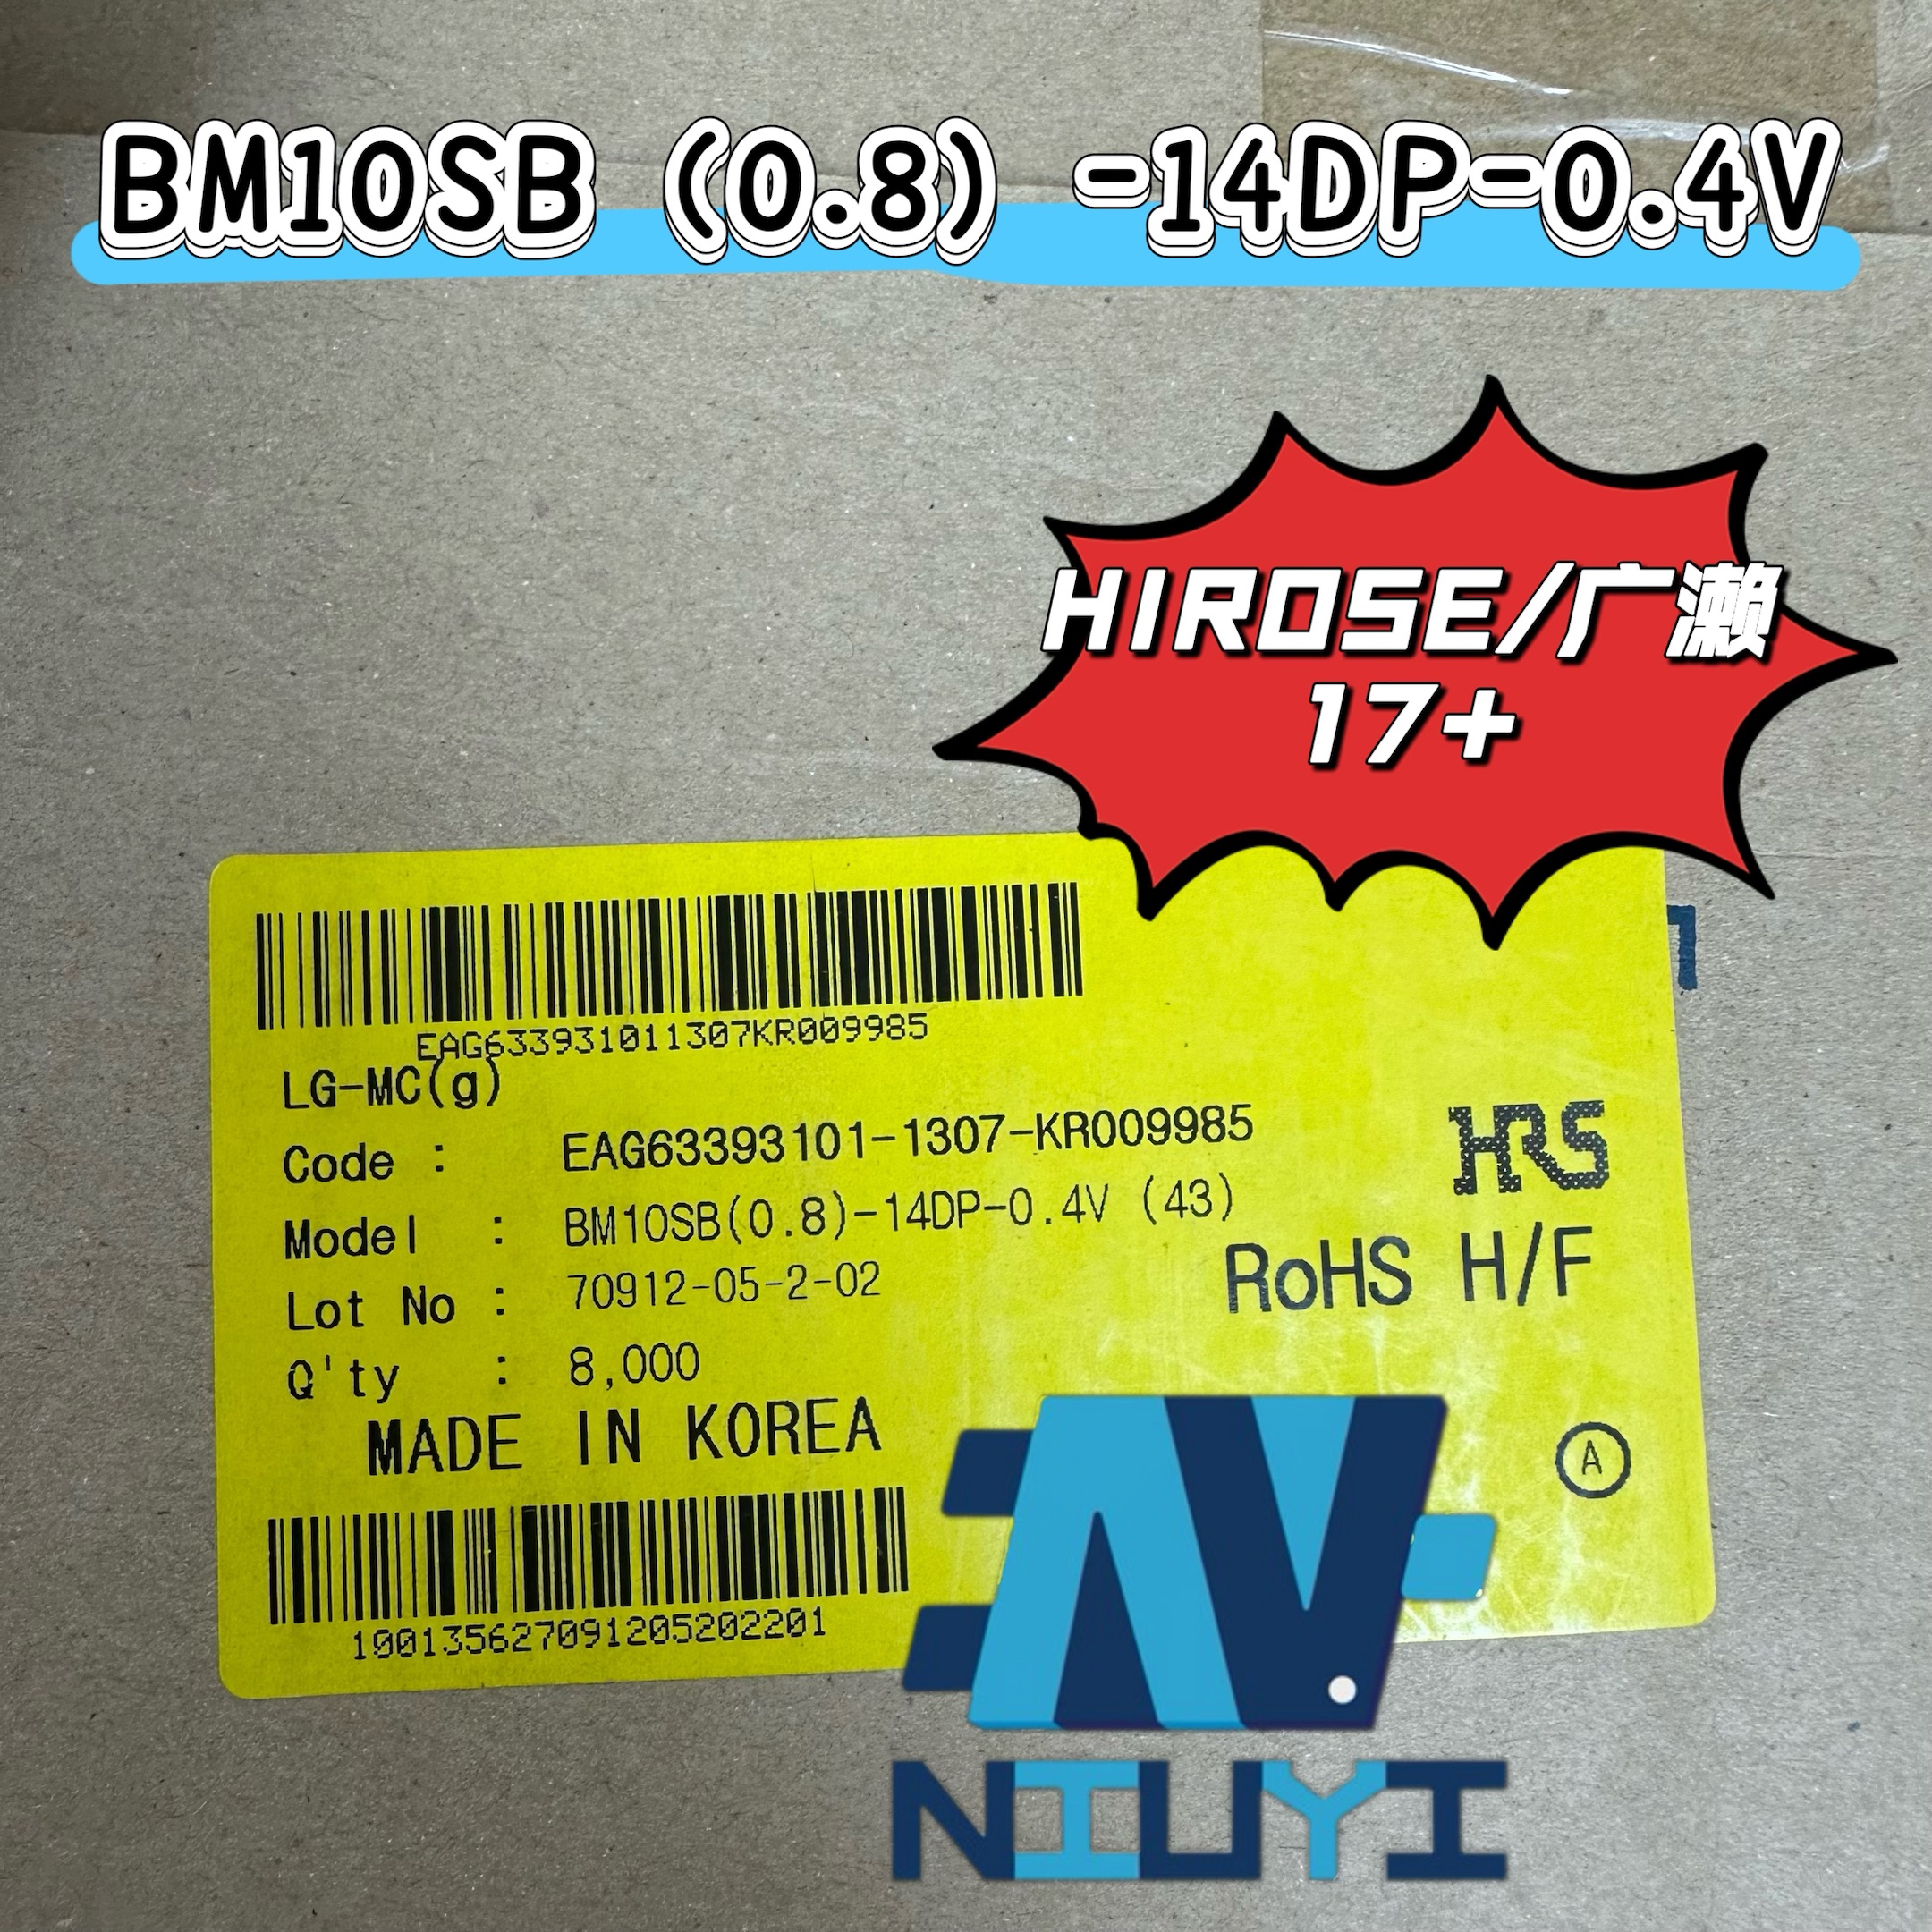 BM10SB (0.8) -14DP-0.4V
HIROSE/广濑
17+
EAG633931011307KR009985
LG-MC(g)
Code : EAG63393101-1307-KR009985
Model : BM10SB(0.8)-14DP-0.4V (43)
Lot No : 70912-05-2-02
Q'ty : 8,000
MADE IN KOREA
HRS
RoHS H/F
A
100135627091205202201
NIUYI